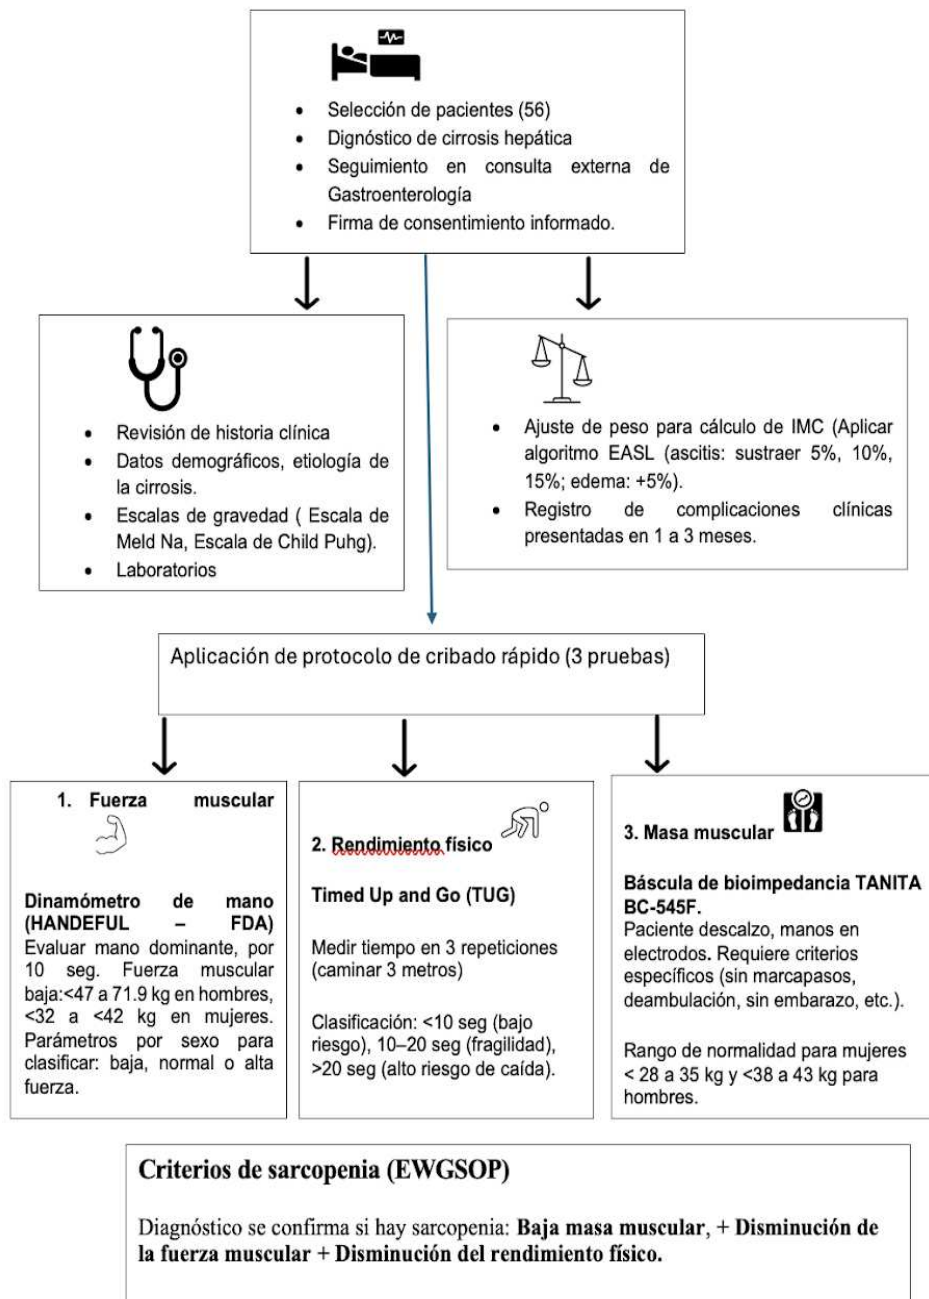 • Selección de pacientes (56)
• Dignóstico de cirrosis hepática
• Seguimiento en consulta externa de
Gastroenterología
• Firma de consentimiento informado.
• Revisión de historia clínica
• Datos demográficos, etiología de
la cirrosis.
• Escalas de gravedad ( Escala de
Meld Na, Escala de Child Puhg).
• Laboratorios
• Ajuste de peso para cálculo de IMC (Aplicar
algoritmo EASL (ascitis: sustraer 5%, 10%,
15%; edema: +5%).
• Registro de complicaciones clínicas
presentadas en 1 a 3 meses.
Aplicación de protocolo de cribado rápido (3 pruebas)
1. Fuerza muscular
Dinamómetro de mano
(HANDEFUL – FDA)
Evaluar mano dominante, por
10 seg. Fuerza muscular
baja:<47 a 71.9 kg en hombres,
<32 a <42 kg en mujeres.
Parámetros por sexo para
clasificar: baja, normal o alta
fuerza.
2. Rendimiento físico
Timed Up and Go (TUG)
Medir tiempo en 3 repeticiones
(caminar 3 metros)
Clasificación: <10 seg (bajo
riesgo), 10–20 seg (fragilidad),
>20 seg (alto riesgo de caída).
3. Masa muscular
Báscula de bioimpedancia TANITA
BC-545F.
Paciente descalzo, manos en
electrodos. Requiere criterios
específicos (sin marcapasos,
deambulación, sin embarazo, etc.).
Rango de normalidad para mujeres
< 28 a 35 kg y <38 a 43 kg para
hombres.
Criterios de sarcopenia (EWGSOP)
Diagnóstico se confirma si hay sarcopenia: Baja masa muscular, + Disminución de
la fuerza muscular + Disminución del rendimiento físico.